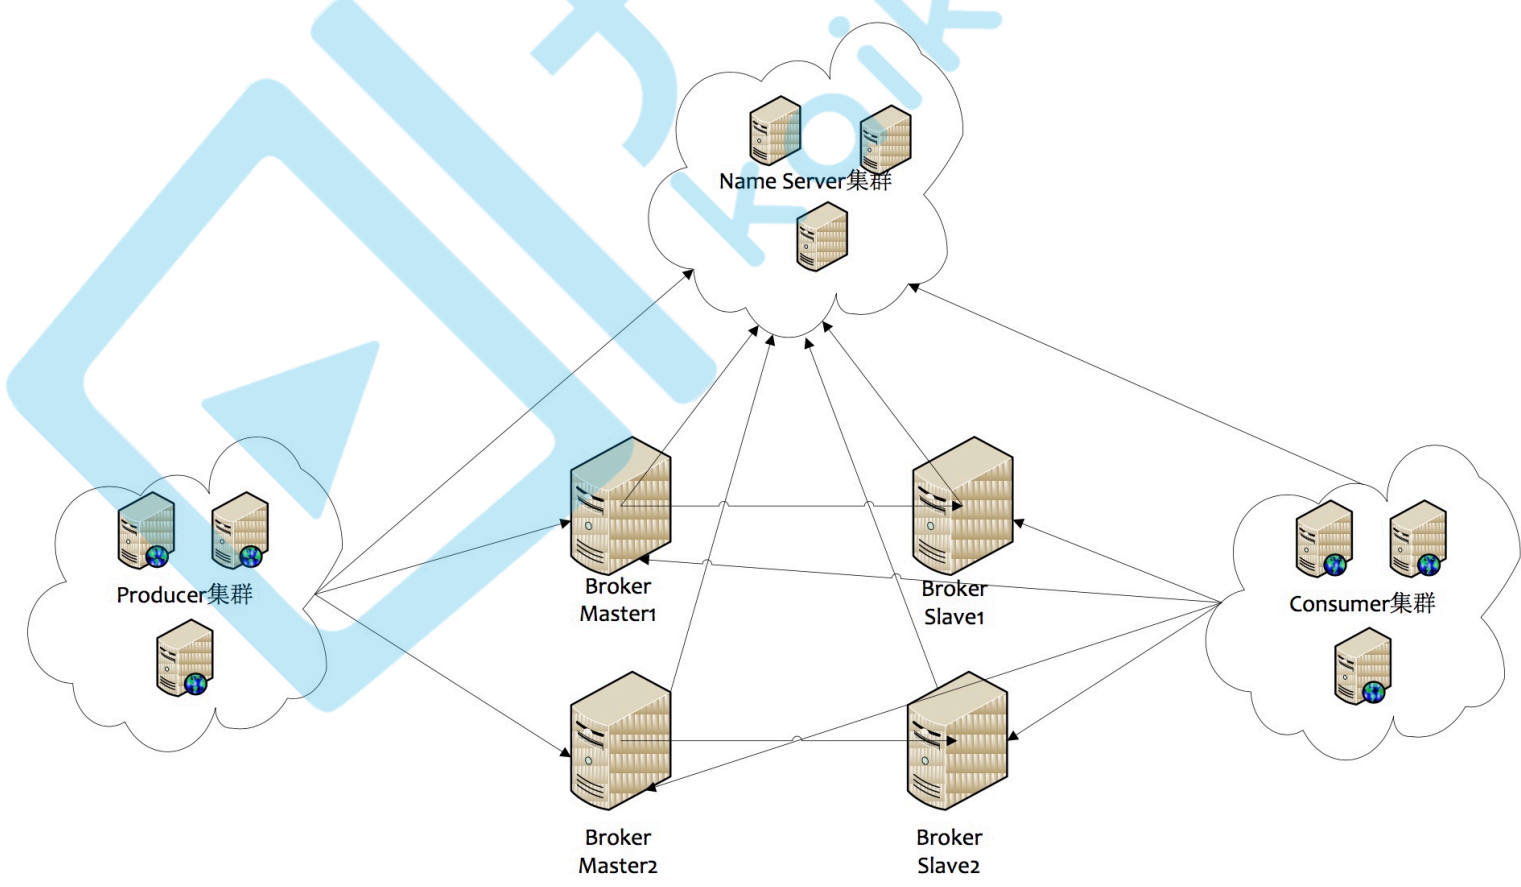 Name Server集群
Producer集群
Broker
Master1
Broker
Slave1
Consumer集群
Broker
Master2
Broker
Slave2